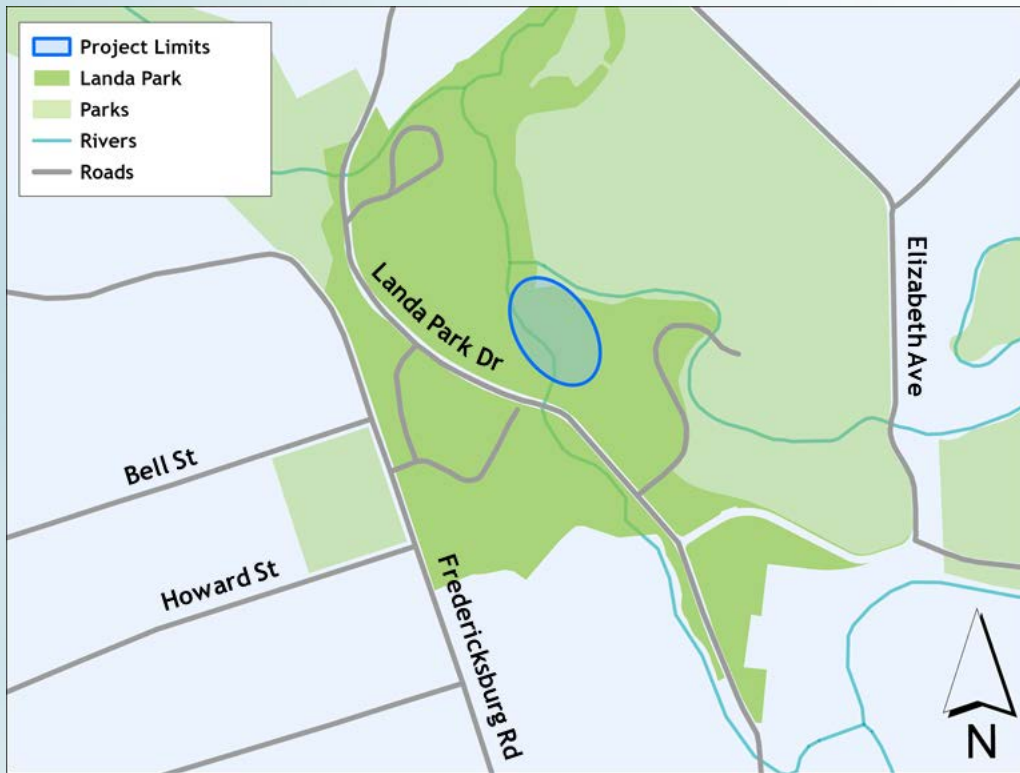 Project Limits
Landa Park
Parks
Rivers
Roads
Landa Park Dr
Elizabeth Ave
Bell St
Howard St
Fredericksburg Rd
N